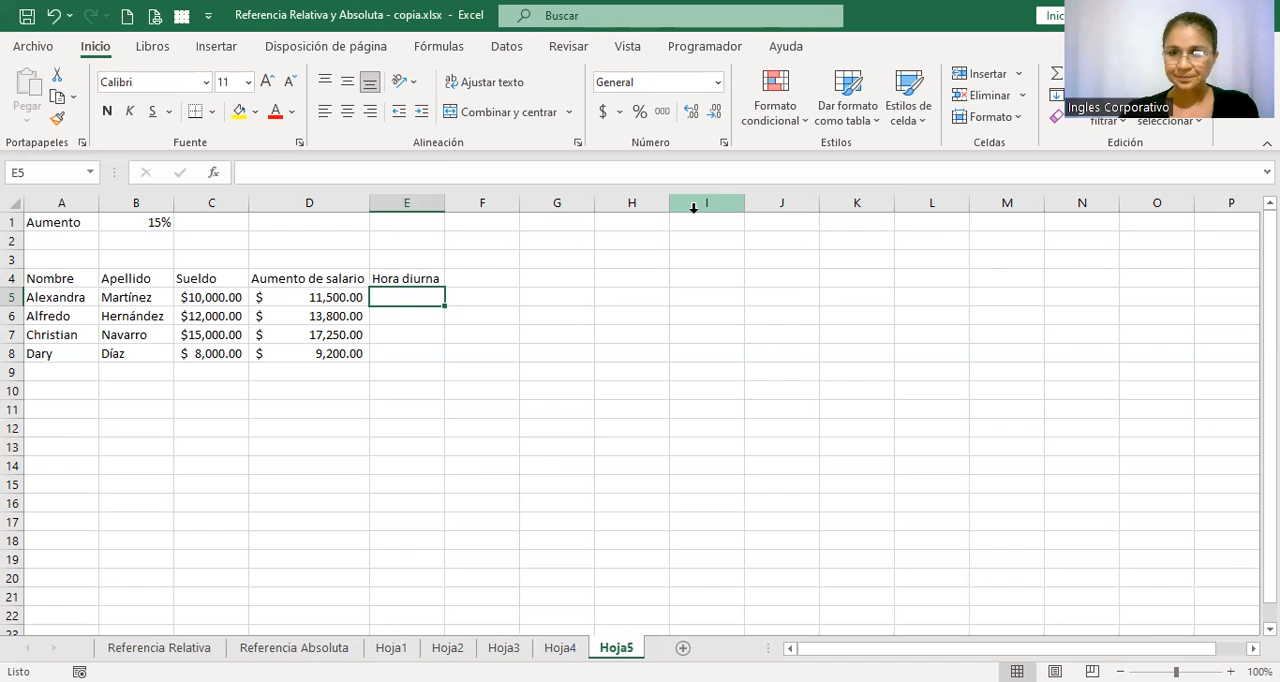 Referencia Relativa y Absoluta - copia.xlsx - Excel
Buscar
Inic
Archivo Inicio Libros Insertar Disposición de página Fórmulas Datos Revisar Vista Programador Ayuda
Pegar
Calibri 11
N K S
Ajustar texto
Combinar y centrar
General
$ % 000
Formato condicional
Dar formato como tabla
Estilos de celda
Insertar
Eliminar
Formato
filtrar
seleccionar
Ingles Corporativo
Portapapeles Fuente Alineación Número Estilos Celdas Edición
E5 fx
A B C D E F G H I J K L M N O P
1 Aumento 15%
2
3
4 Nombre Apellido Sueldo Aumento de salario Hora diurna
5 Alexandra Martínez $10,000.00 $ 11,500.00
6 Alfredo Hernández $12,000.00 $ 13,800.00
7 Christian Navarro $15,000.00 $ 17,250.00
8 Dary Díaz $ 8,000.00 $ 9,200.00
9
10
11
12
13
14
15
16
17
18
19
20
21
22
23
Referencia Relativa Referencia Absoluta Hoja1 Hoja2 Hoja3 Hoja4 Hoja5
Listo 100%